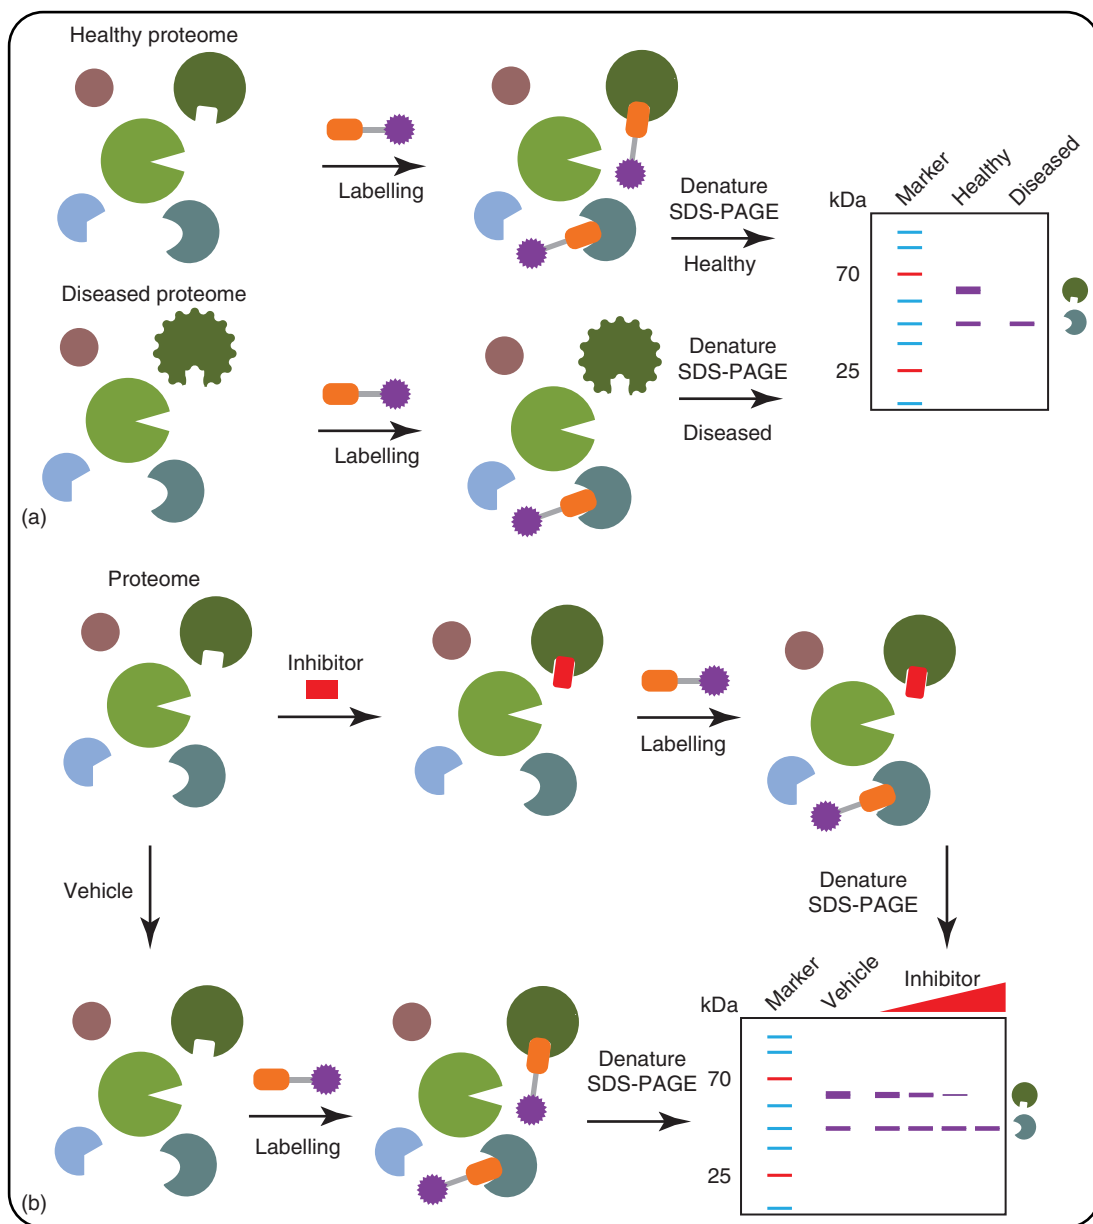 Healthy proteome
Labelling
Denature
SDS-PAGE
Healthy
kDa
Marker
Healthy
Diseased
70
25
Diseased proteome
Labelling
Denature
SDS-PAGE
Diseased
(a)
Proteome
Inhibitor
Labelling
Vehicle
Denature
SDS-PAGE
Labelling
Denature
SDS-PAGE
kDa
Marker
Vehicle
Inhibitor
70
25
(b)